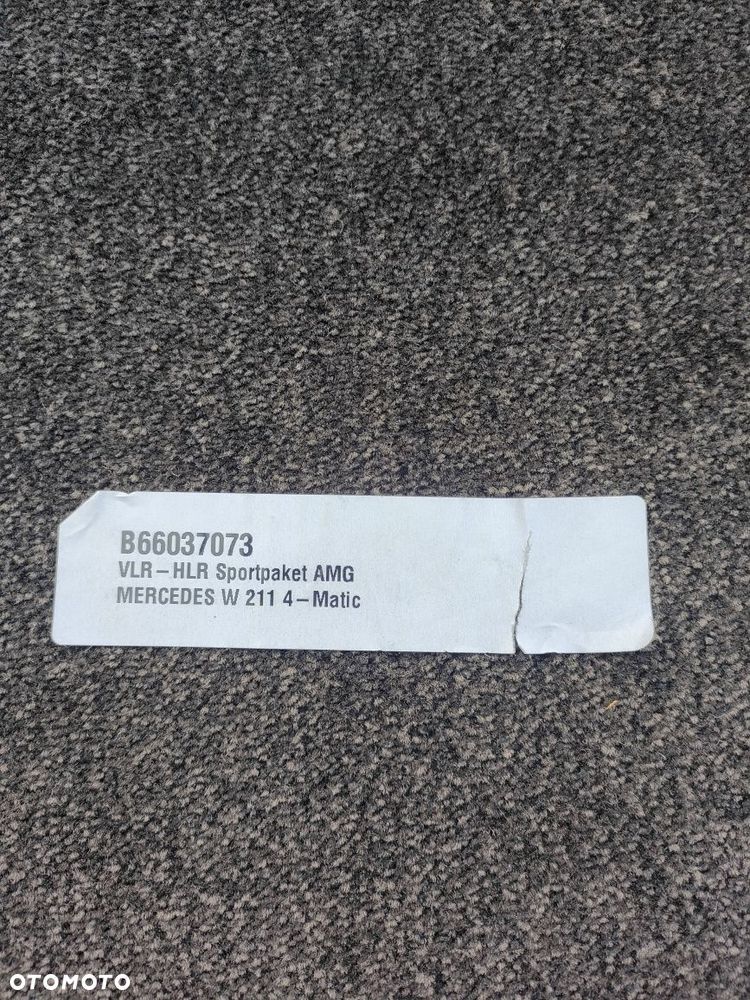 B66037073
VLR-HLR Sportpaket AMG
MERCEDES W 211 4-Matic
OTOMOTO